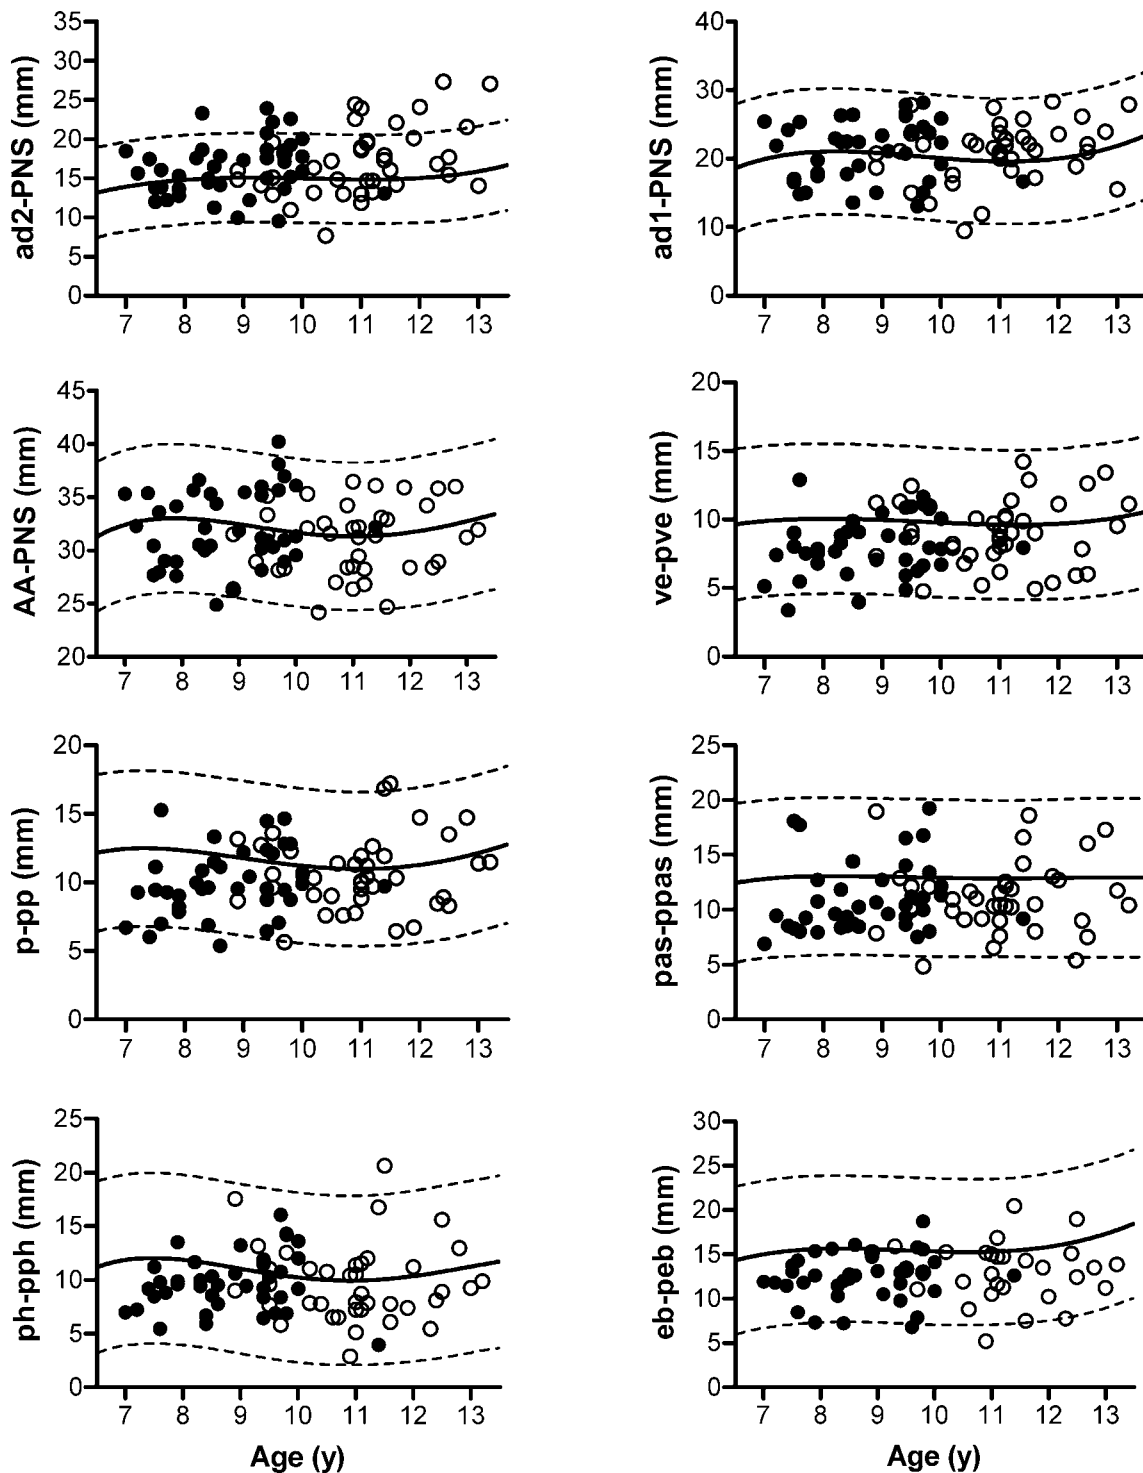 ad2-PNS (mm)
35
30
25
20
15
10
5
0
7 8 9 10 11 12 13
ad1-PNS (mm)
40
30
20
10
0
7 8 9 10 11 12 13
AA-PNS (mm)
45
40
35
30
25
20
7 8 9 10 11 12 13
ve-pve (mm)
20
15
10
5
0
7 8 9 10 11 12 13
p-pp (mm)
20
15
10
5
0
7 8 9 10 11 12 13
pas-ppas (mm)
25
20
15
10
5
0
7 8 9 10 11 12 13
ph-pph (mm)
25
20
15
10
5
0
7 8 9 10 11 12 13
Age (y)
eb-peb (mm)
30
25
20
15
10
5
0
7 8 9 10 11 12 13
Age (y)